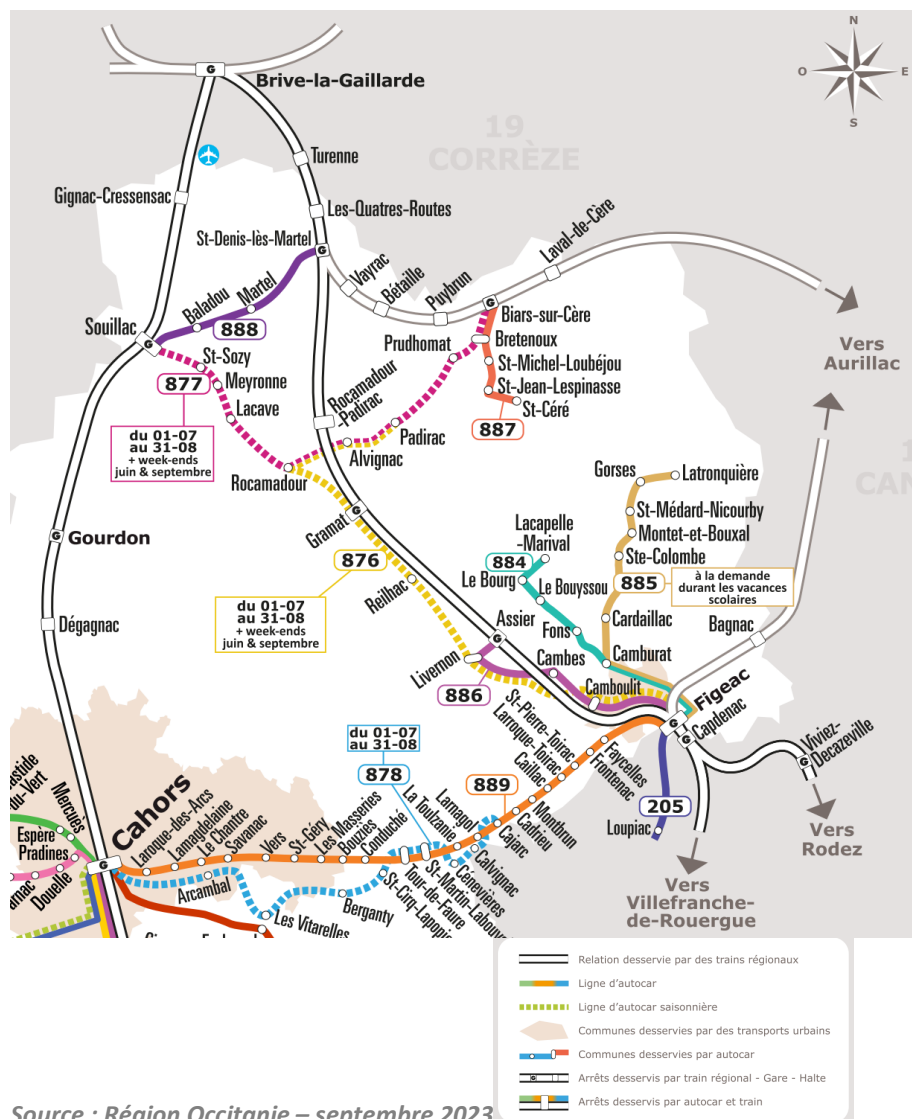 N
O
E
S
G
Brive-la-Gaillarde
19
CORRÈZE
Turenne
Gignac-Cressensac
Les-Quatres-Routes
St-Denis-lès-Martel
G
Laval-de-Cère
Vayrac
Bétaille
Puybrun
Martel
Baladou
888
Souillac
G
G
Biars-sur-Cère
Bretenoux
Prudhomat
St-Michel-Loubéjou
St-Jean-Lespinasse
St-Céré
887
Vers
Aurillac
St-Sozy
877
Meyronne
Lacave
Rocamadour
-Padirac
Padirac
Alvignac
du 01-07
au 31-08
+ week-ends
juin & septembre
Rocamadour
Gorses
Latronquière
CAN
G
Gourdon
G
Gramat
St-Médard-Nicourby
Montet-et-Bouxal
Ste-Colombe
Lacapelle
-Marival
884
Le Bourg
876
Reilhac
Le Bouyssou
885
à la demande
durant les vacances
scolaires
du 01-07
au 31-08
+ week-ends
juin & septembre
Dégagnac
Assier
G
Fons
Cardaillac
Bagnac
Livernon
Cambes
Camburat
886
Camboulit
Figeac
G
G
Capdenac
St-Pierre-Toirac
Larroque-Toirac
Caillac
Faycelles
Frontenac
Viviez-
Decazeville
G
du 01-07
au 31-08
878
889
205
Loupiac
Vers
Rodez
Montbrun
Cadrieu
Cajarc
Calvignac
Larnagol
La Toulzanie
Cénevières
Tour-de-Faure
Vers
Villefranche-
de-Rouergue
du-Vert
Mercuès
Cahors
Espère
Pradines
Douelle
G
Laroque-des-Arcs
Lamagdelaine
Le Chantre
Savanac
Vers
St-Géry
Les Masseries
Bouziès
Conduché
Arcambal
Berganty
Les Vitarelles
Relation desservie par des trains régionaux
Ligne d'autocar
Ligne d'autocar saisonnière
Communes desservies par des transports urbains
Communes desservies par autocar
Arrêts desservis par train régional - Gare - Halte
Arrêts desservis par autocar et train
Source : Région Occitanie – septembre 2023